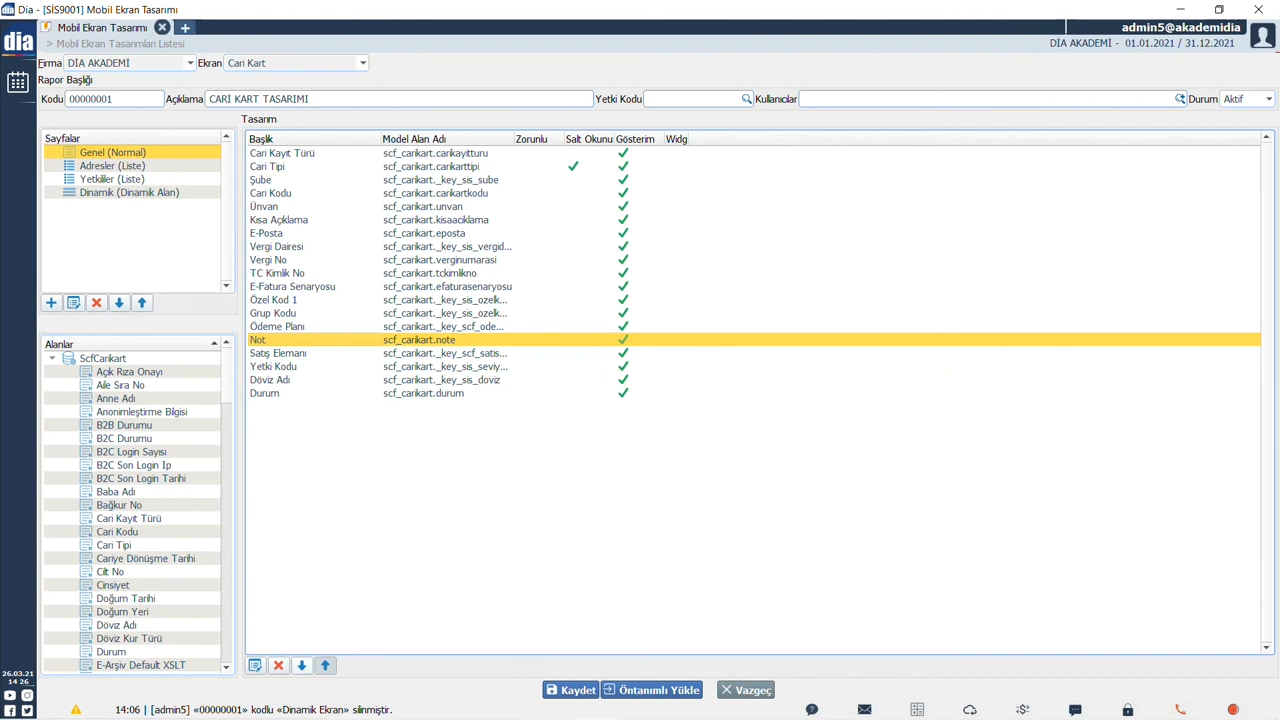 Dia - [SİS9001] Mobil Ekran Tasarımı
dia
Mobil Ekran Tasarımı
admin5@akademidia
> Mobil Ekran Tasarımları Listesi
DİA AKADEMİ - 01.01.2021 / 31.12.2021
Firma DİA AKADEMİ Ekran Cari Kart
Rapor Başlığı
Kodu 00000001 Açıklama CARİ KART TASARIMI Yetki Kodu Kullanıcılar Durum Aktif
Tasarım
Sayfalar
Genel (Normal)
Adresler (Liste)
Yetkililer (Liste)
Dinamik (Dinamik Alan)
Alanlar
ScfCarikart
Açık Rıza Onayı
Aile Sıra No
Anne Adı
Anonimleştirme Bilgisi
B2B Durumu
B2C Durumu
B2C Login Sayısı
B2C Son Login Ip
B2C Son Login Tarihi
Baba Adı
Bağkur No
Cari Kayıt Türü
Cari Kodu
Cari Tipi
Cariye Dönüşme Tarihi
Cilt No
Cinsiyet
Doğum Tarihi
Doğum Yeri
Döviz Adı
Döviz Kur Türü
Durum
E-Arşiv Default XSLT
Başlık Model Alan Adı Zorunlu Salt Okunu Gösterim Widg
Cari Kayıt Türü scf_carikart.carikayitturu
Cari Tipi scf_carikart.carikarttipi
Şube scf_carikart._key_sis_sube
Cari Kodu scf_carikart.carikartkodu
Ünvan scf_carikart.unvan
Kısa Açıklama scf_carikart.kisaaciklama
E-Posta scf_carikart.eposta
Vergi Dairesi scf_carikart._key_sis_vergid...
Vergi No scf_carikart.verginumarasi
TC Kimlik No scf_carikart.tckimlikno
E-Fatura Senaryosu scf_carikart.efaturasenaryosu
Özel Kod 1 scf_carikart._key_sis_ozelk...
Grup Kodu scf_carikart._key_sis_ozelk...
Ödeme Planı scf_carikart._key_scf_ode...
Not scf_carikart.note
Satış Elemanı scf_carikart._key_scf_satis...
Yetki Kodu scf_carikart._key_sis_seviy...
Döviz Adı scf_carikart._key_sis_doviz
Durum scf_carikart.durum
Kaydet Öntanımlı Yükle Vazgeç
26.03.21
14 26
14:06 | [admin5] «00000001» kodlu «Dinamik Ekran» silinmiştir.